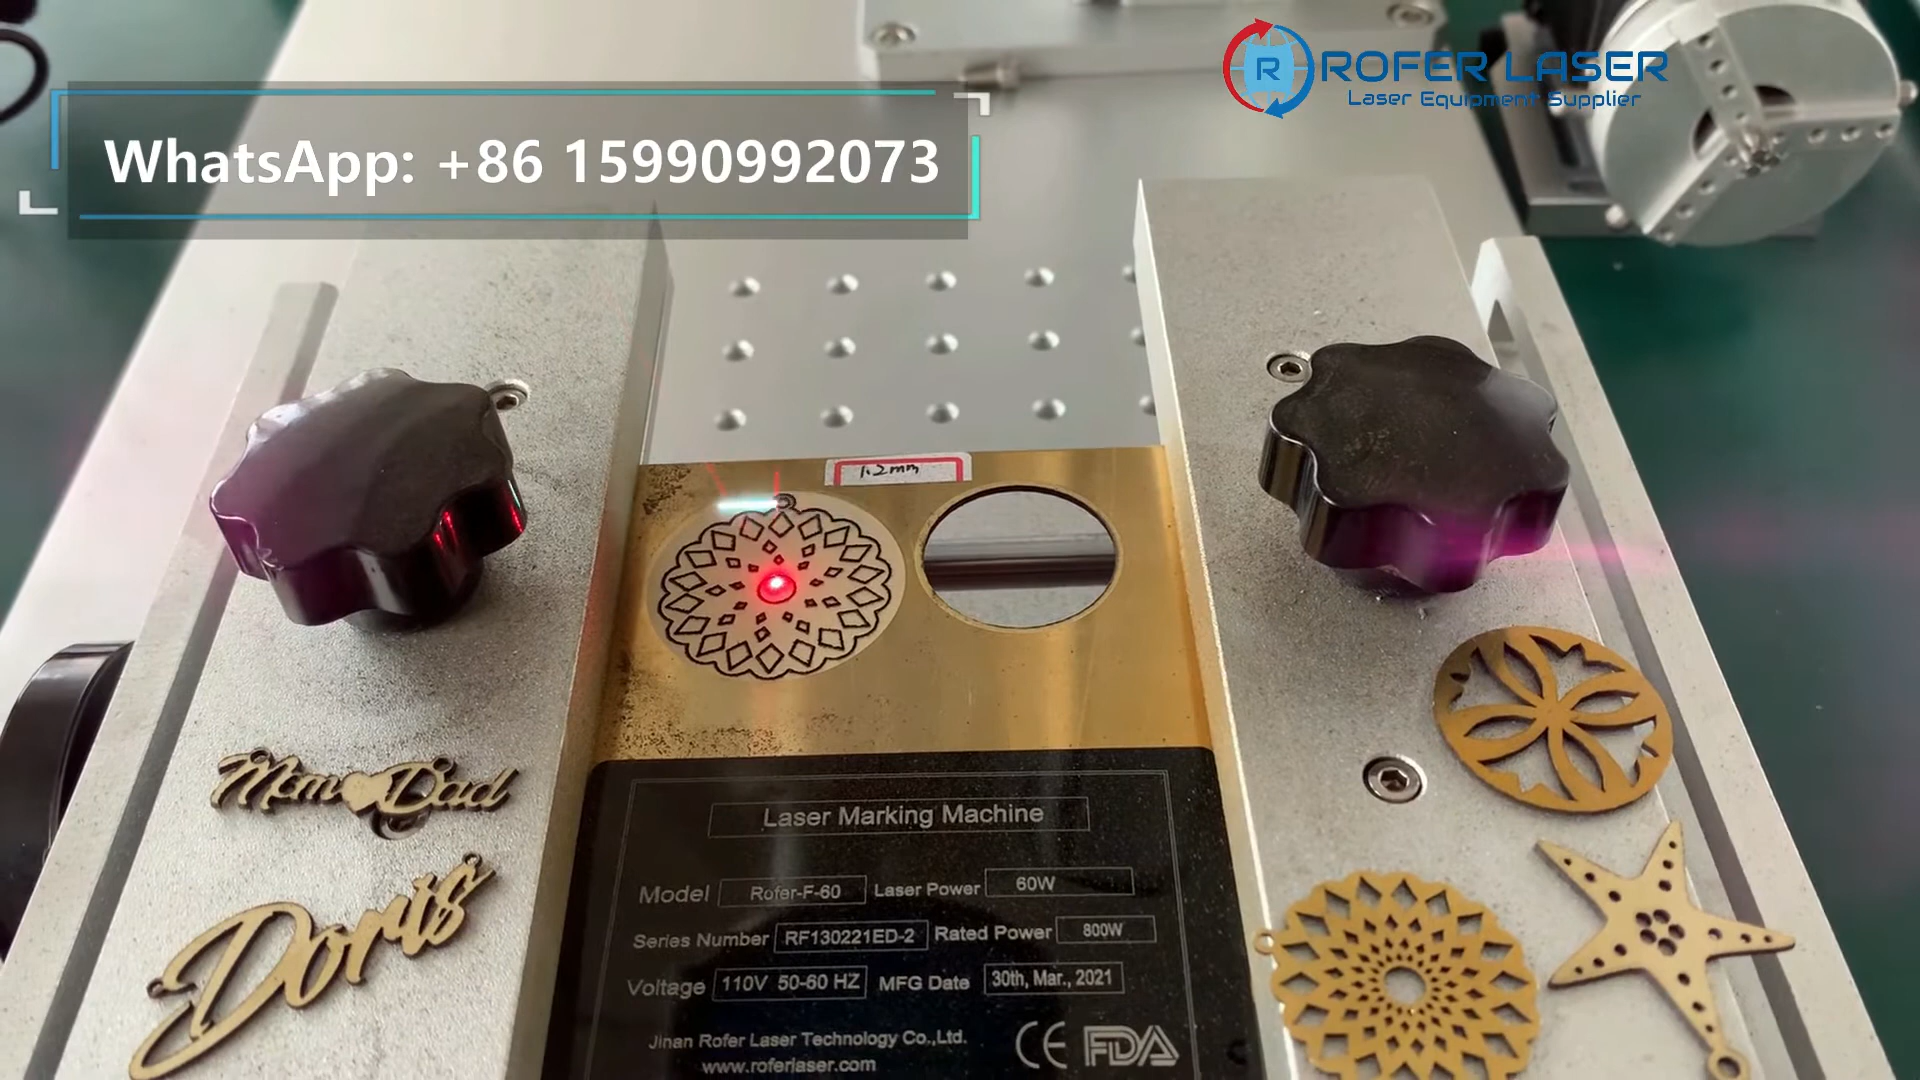 R ROFER LASER
Laser Equipment Supplier
WhatsApp: +86 15990992073
1.2mm
Mom Dad
Doris
Laser Marking Machine
Model Rofer-F-60 Laser Power 60W
Series Number RF130221ED-2 Rated Power 800W
Voltage 110V 50-60 HZ MFG Date 30th, Mar., 2021
Jinan Rofer Laser Technology Co.,Ltd.
www.roferlaser.com
CE FDA